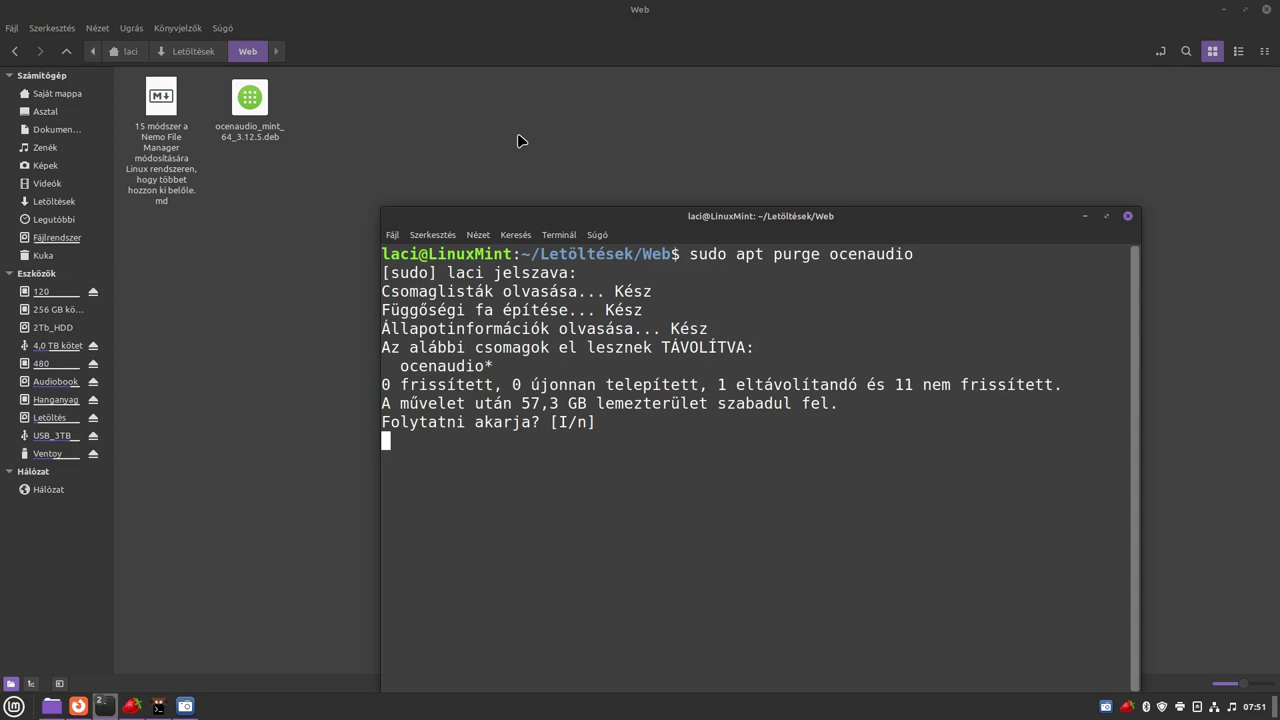 Web
Fájl Szerkesztés Nézet Ugrás Könyvjelzők Súgó
laci Letöltések Web
Számítógép
Saját mappa
Asztal
Dokumen...
Zenék
Képek
Videók
Letöltések
Legutóbbi
Fájlrendszer
Kuka
Eszközök
120
256 GB kö...
2Tb_HDD
4,0 TB kötet
480
Audiobook
Hanganyag
Letöltés
USB_3TB
Ventoy
Hálózat
Hálózat
15 módszer a
Nemo File
Manager
módosítására
Linux rendszeren,
hogy többet
hozzon ki belőle.
md
ocenaudio_mint_
64_3.12.5.deb
laci@LinuxMint: ~/Letöltések/Web
Fájl Szerkesztés Nézet Keresés Terminál Súgó
laci@LinuxMint:~/Letöltések/Web$ sudo apt purge ocenaudio
[sudo] laci jelszava:
Csomaglisták olvasása... Kész
Függőségi fa építése... Kész
Állapotinformációk olvasása... Kész
Az alábbi csomagok el lesznek TÁVOLÍTVA:
ocenaudio*
0 frissített, 0 újonnan telepített, 1 eltávolítandó és 11 nem frissített.
A művelet után 57,3 GB lemezterület szabadul fel.
Folytatni akarja? [I/n]
07:51